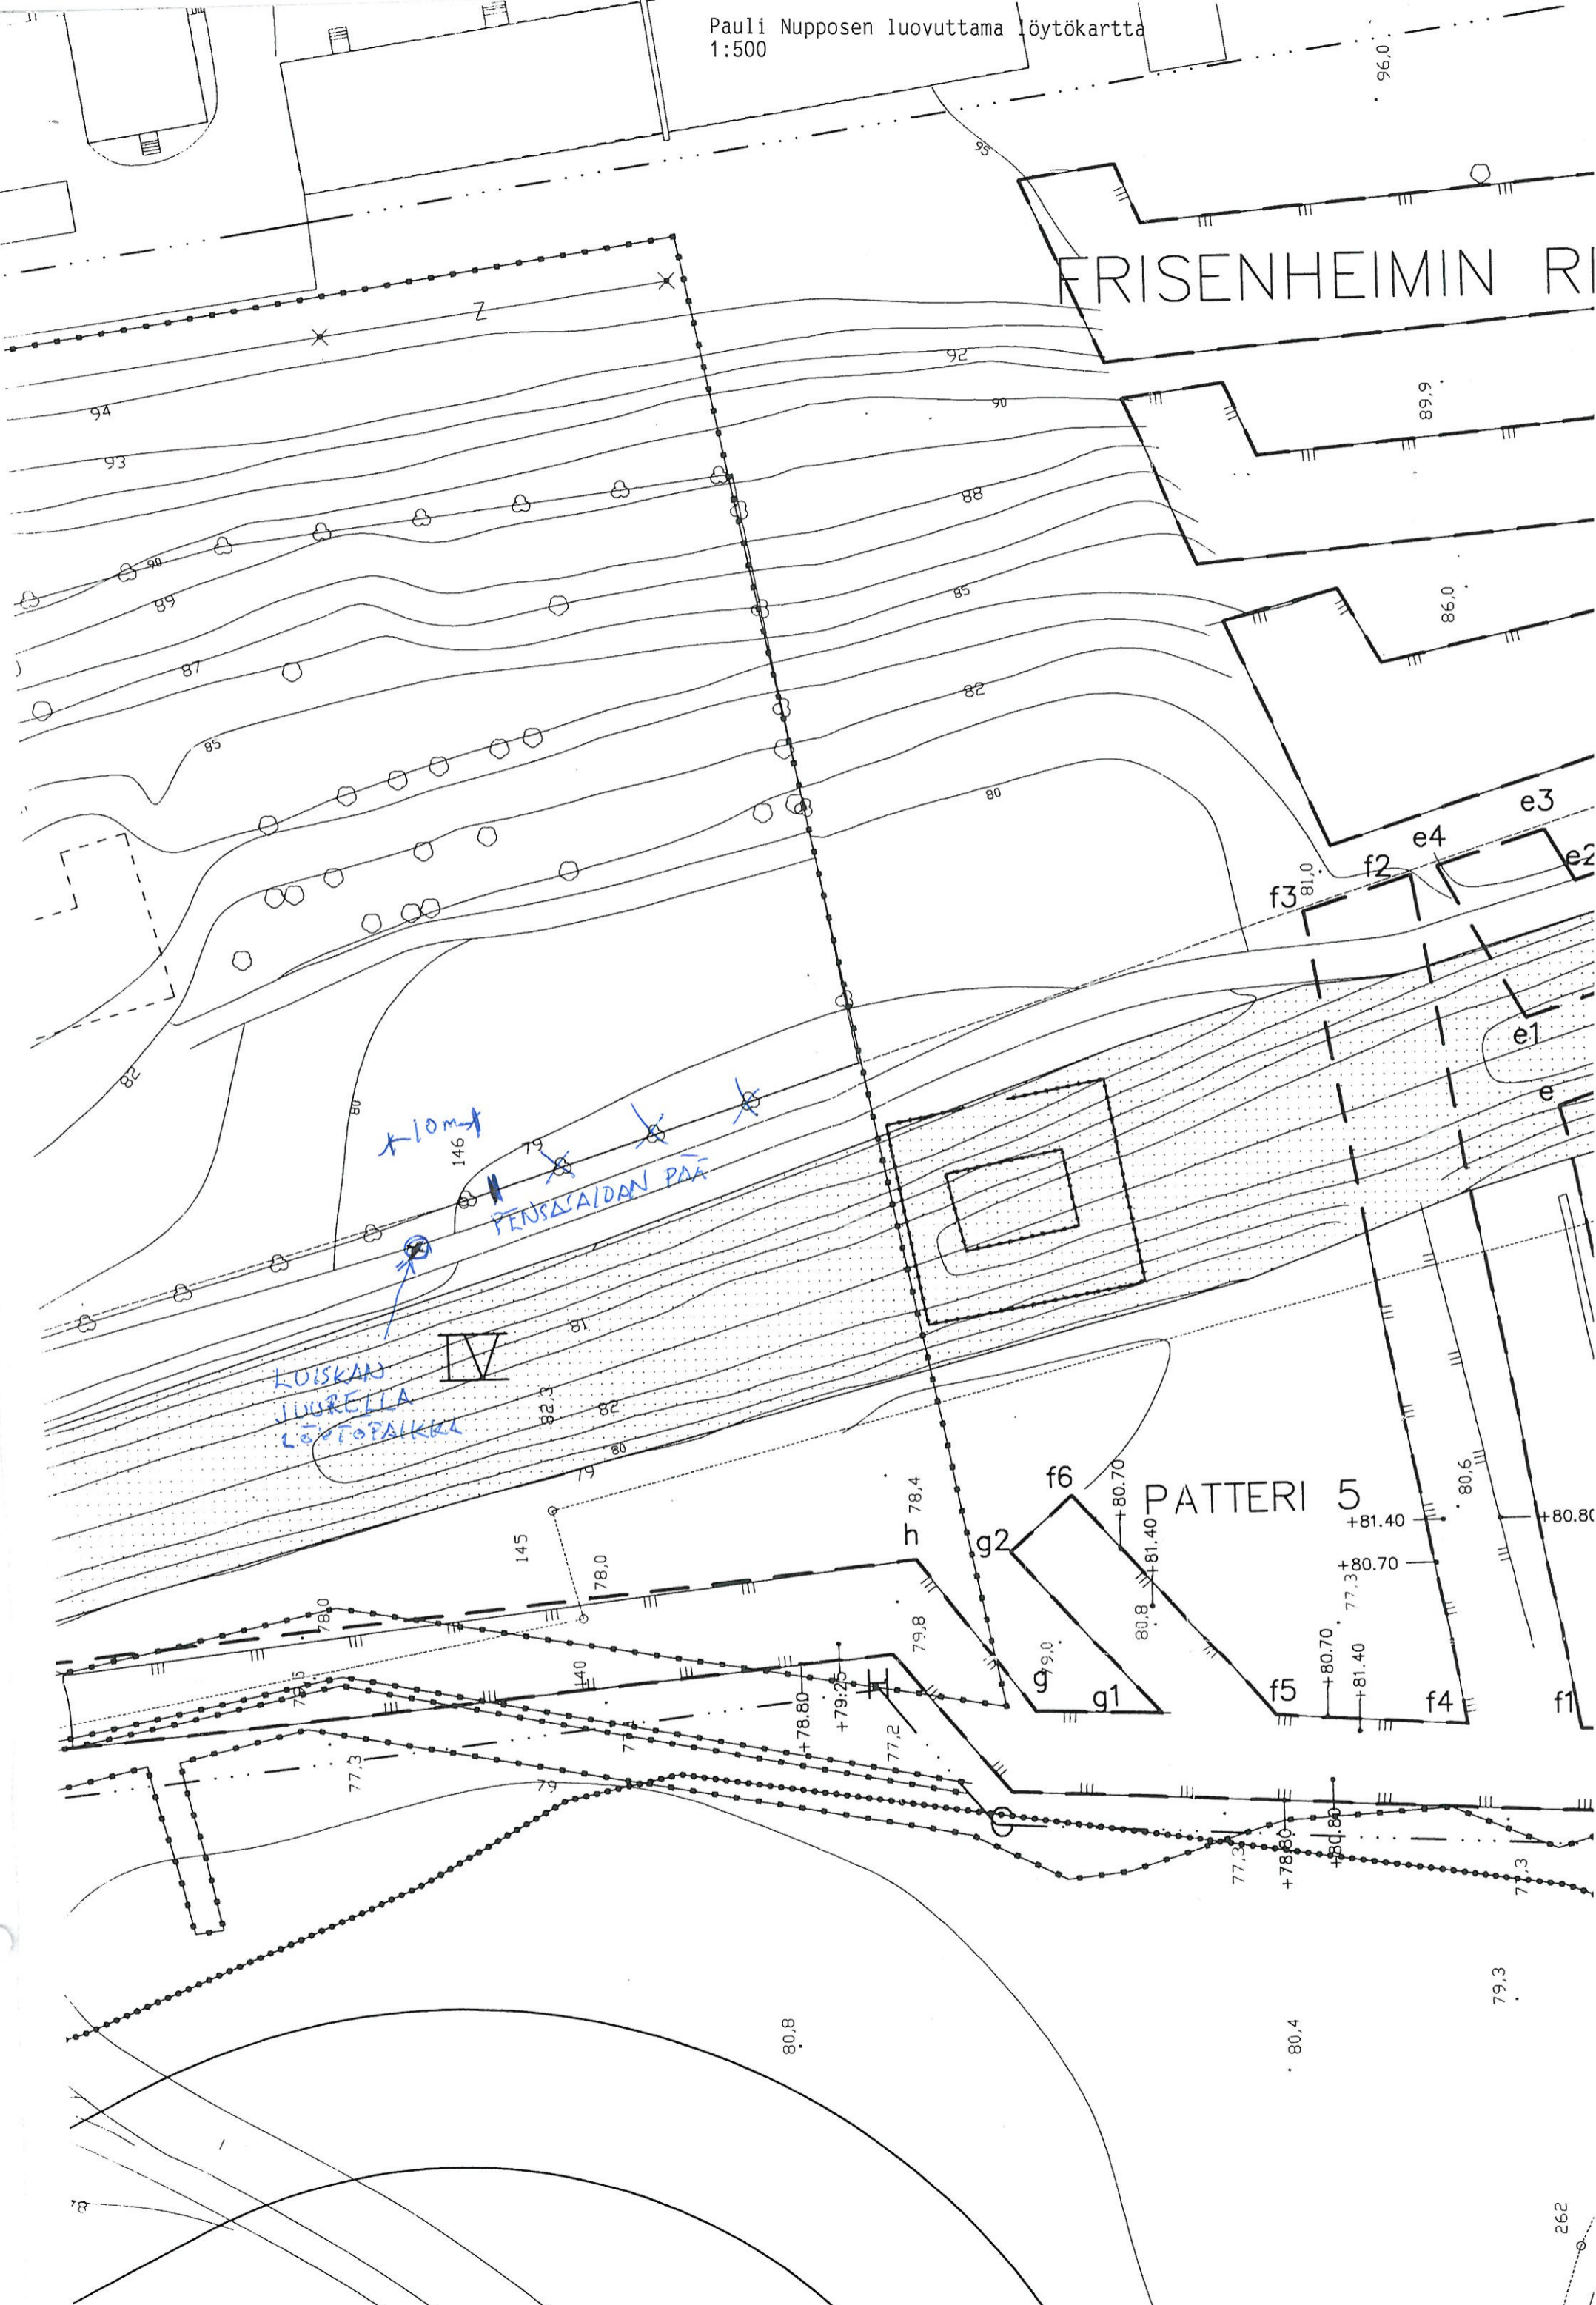 Pauli Nupposen luovuttama löytökartta
1:500
96,0
95
FRISENHEIMIN RI
Z
92
94
90
89,9
93
88
90
89
85
86,0
87
82
85
80
e3
e4
f2
e2
f3
81,0
82
e1
80
←10m→
146
79
e
PENSASAIDAN PÄÄ
81
IV
LUISKAN
JUURELLA
LÖYTÖPAIKKA
82,3
82
80
79
f6
+80.70
80,6
78,4
PATTERI 5
+81.40
+80.80
145
h
g2
+81.40
+80.70
78,0
77,3
78,0
79,8
80,8
79,0
+80.70
+81.40
140
g
g1
f5
f4
f1
+78.80
+79.25
H
77,2
77,3
79
77,3
+78.80
+80.80
79,3
80,8
80,4
78
262